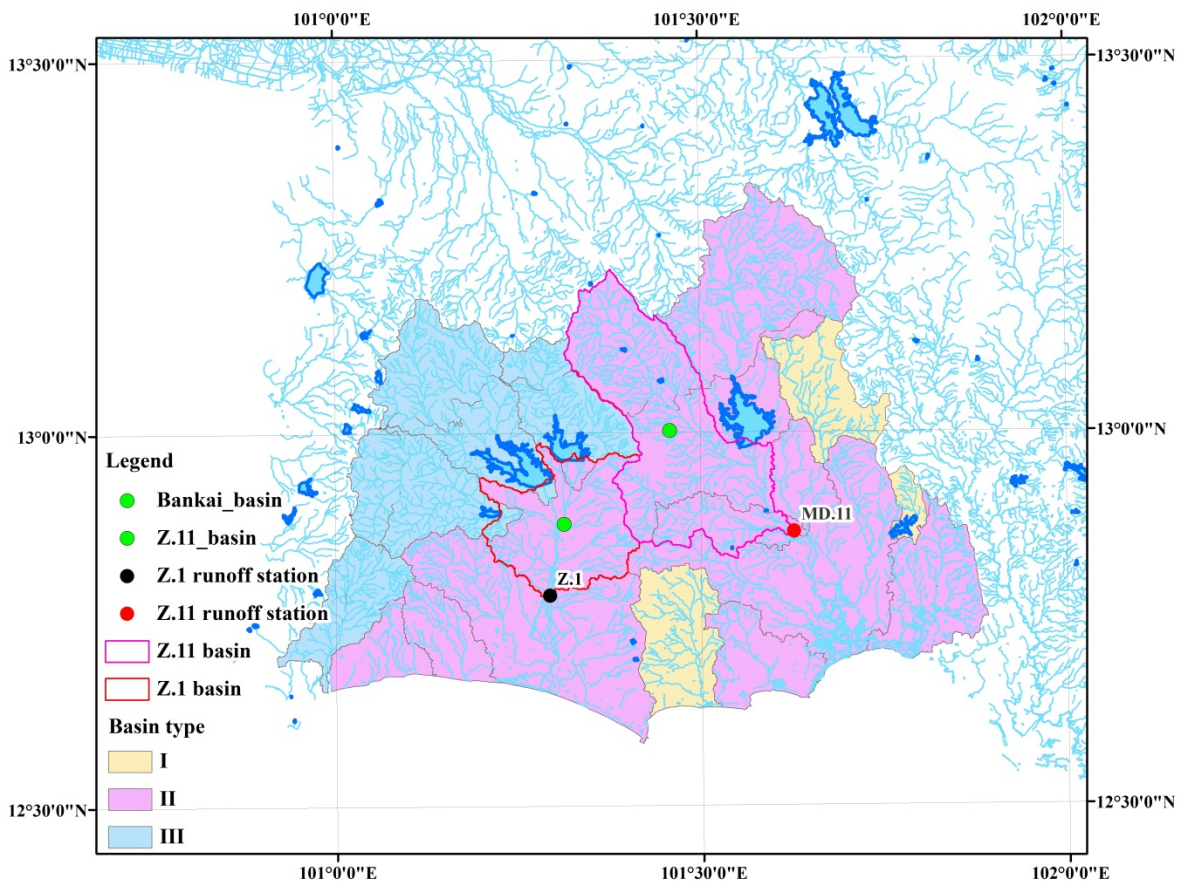 101°0'0"E 101°30'0"E 102°0'0"E
13°30'0"N 13°30'0"N
13°0'0"N 13°0'0"N
Legend
Bankai_basin
Z.11_basin
Z.1 runoff station
Z.11 runoff station
Z.11 basin
Z.1 basin
Basin type
I
II
III
MD.11
Z.1
12°30'0"N 12°30'0"N
101°0'0"E 101°30'0"E 102°0'0"E